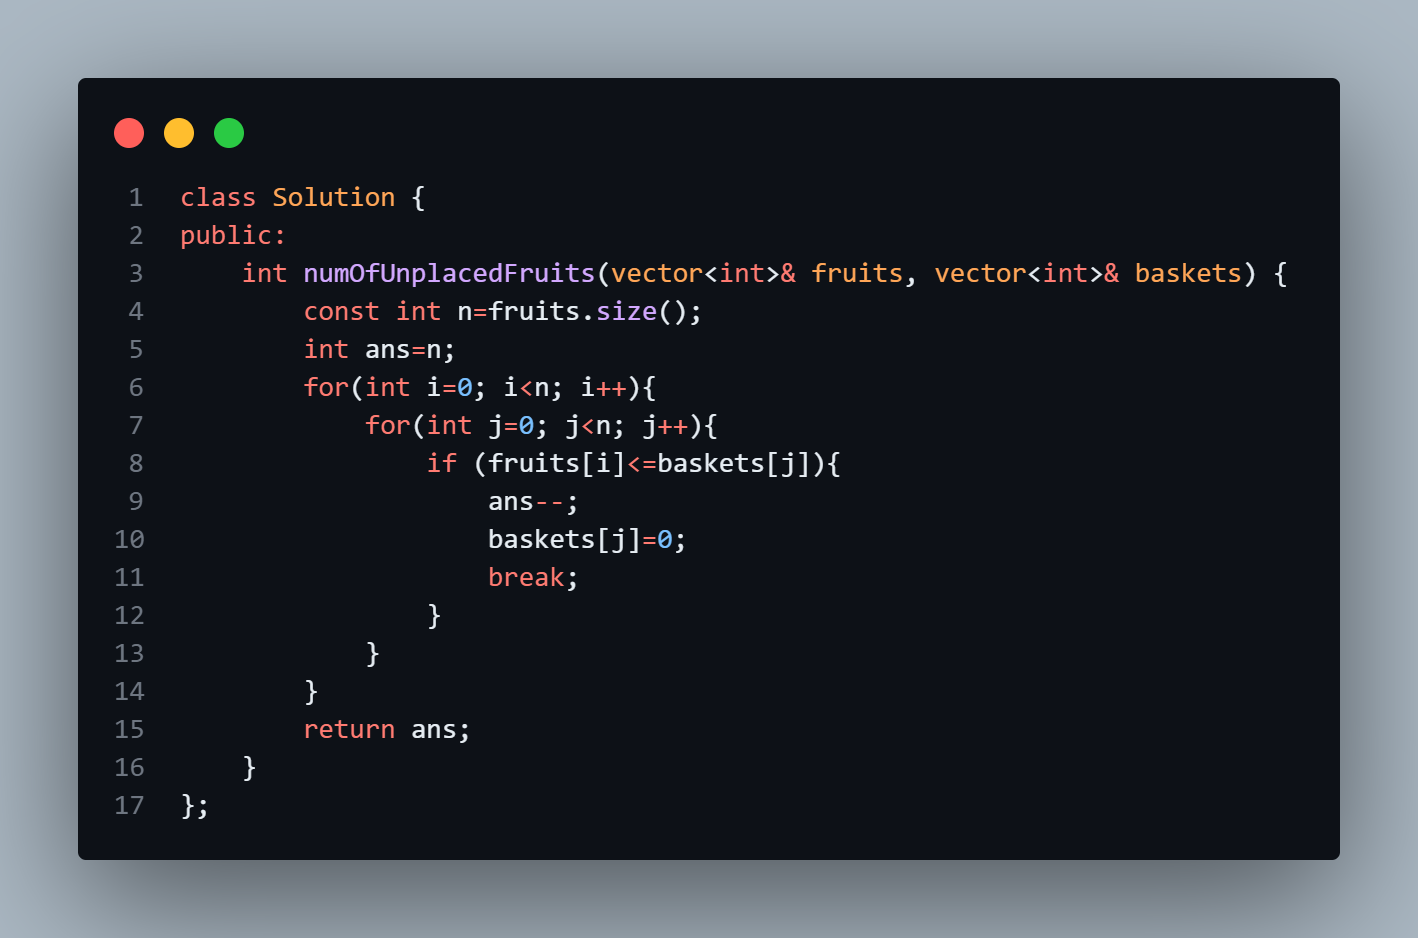 1 class Solution {
2 public:
3     int numOfUnplacedFruits(vector<int>& fruits, vector<int>& baskets) {
4         const int n=fruits.size();
5         int ans=n;
6         for(int i=0; i<n; i++){
7             for(int j=0; j<n; j++){
8                 if (fruits[i]<=baskets[j]){
9                     ans--;
10                     baskets[j]=0;
11                     break;
12                 }
13             }
14         }
15         return ans;
16     }
17 };